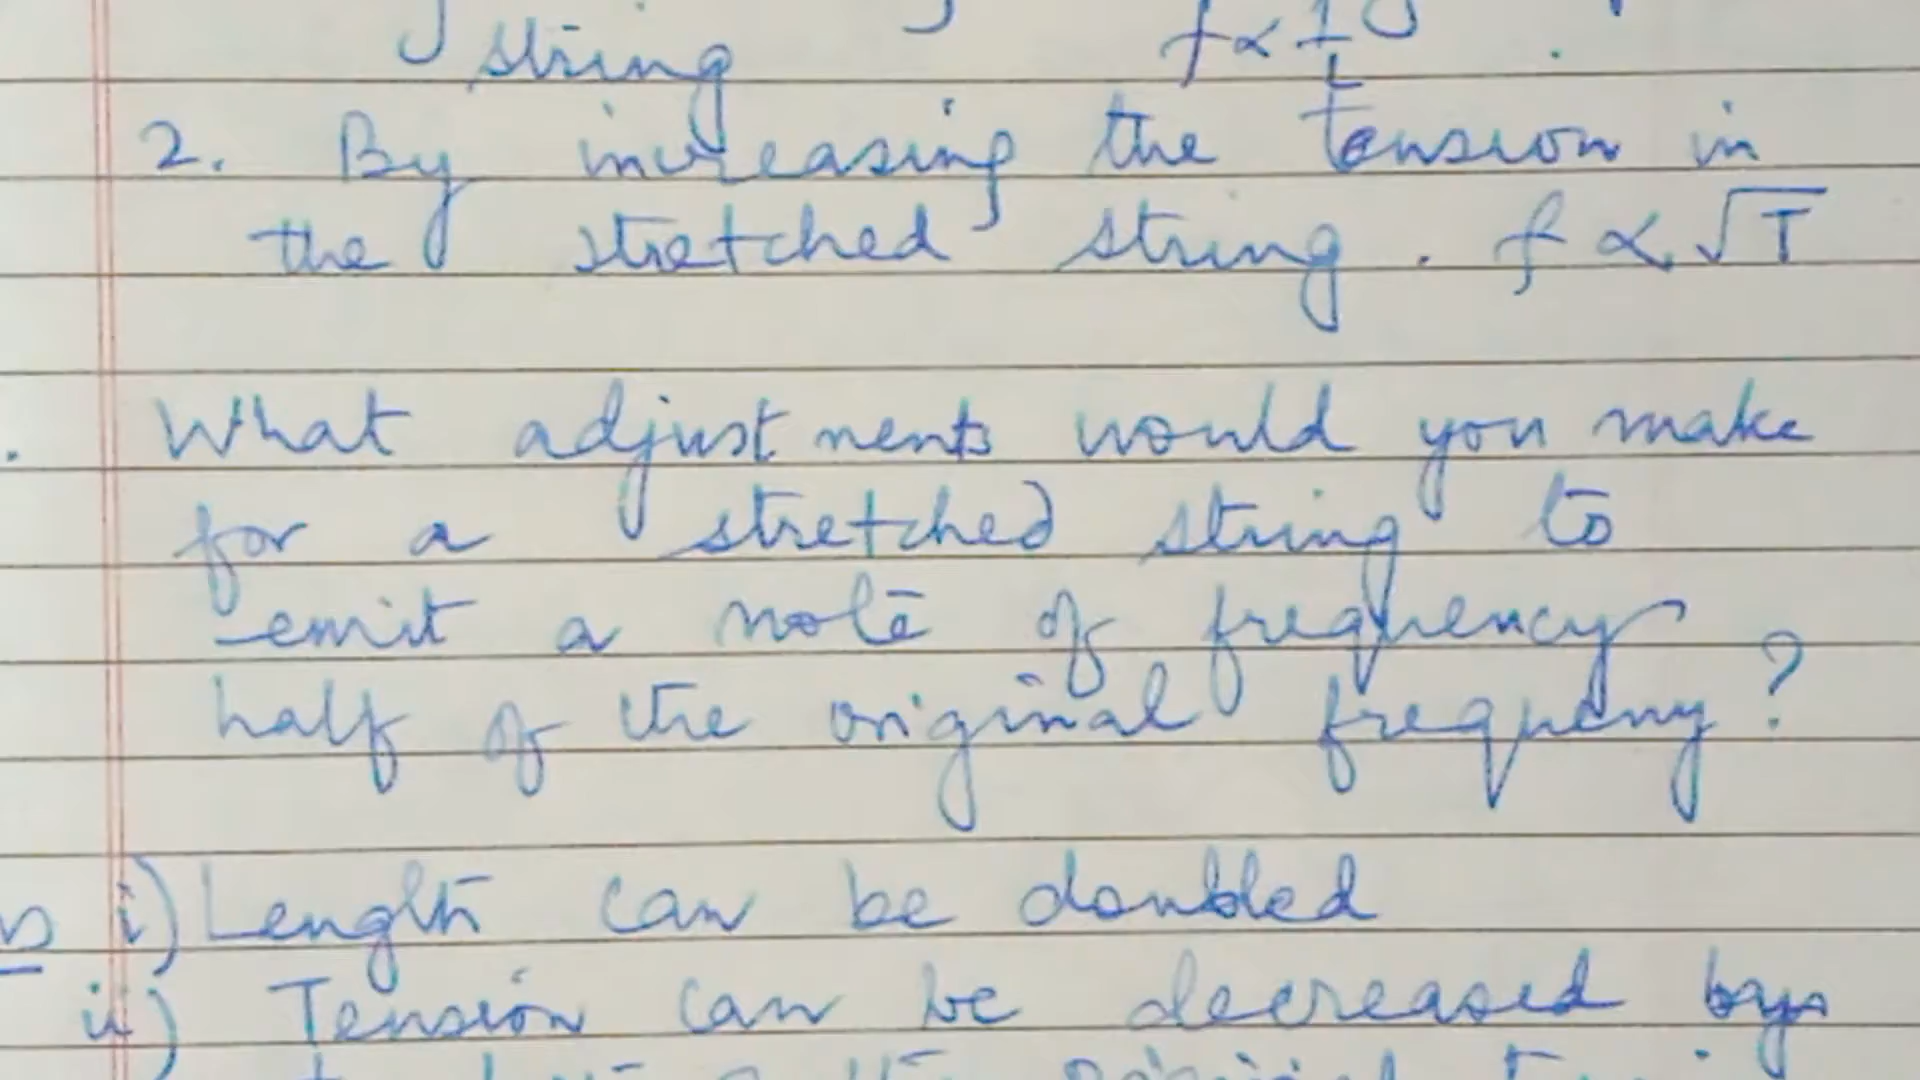 string f ∝ 1/L
2. By increasing the tension in
the stretched string. f ∝ √T
What adjustments would you make
for a stretched string to
emit a note of frequency
half of the original frequeny?
i) Length can be doubled
ii) Tension can be decreased by